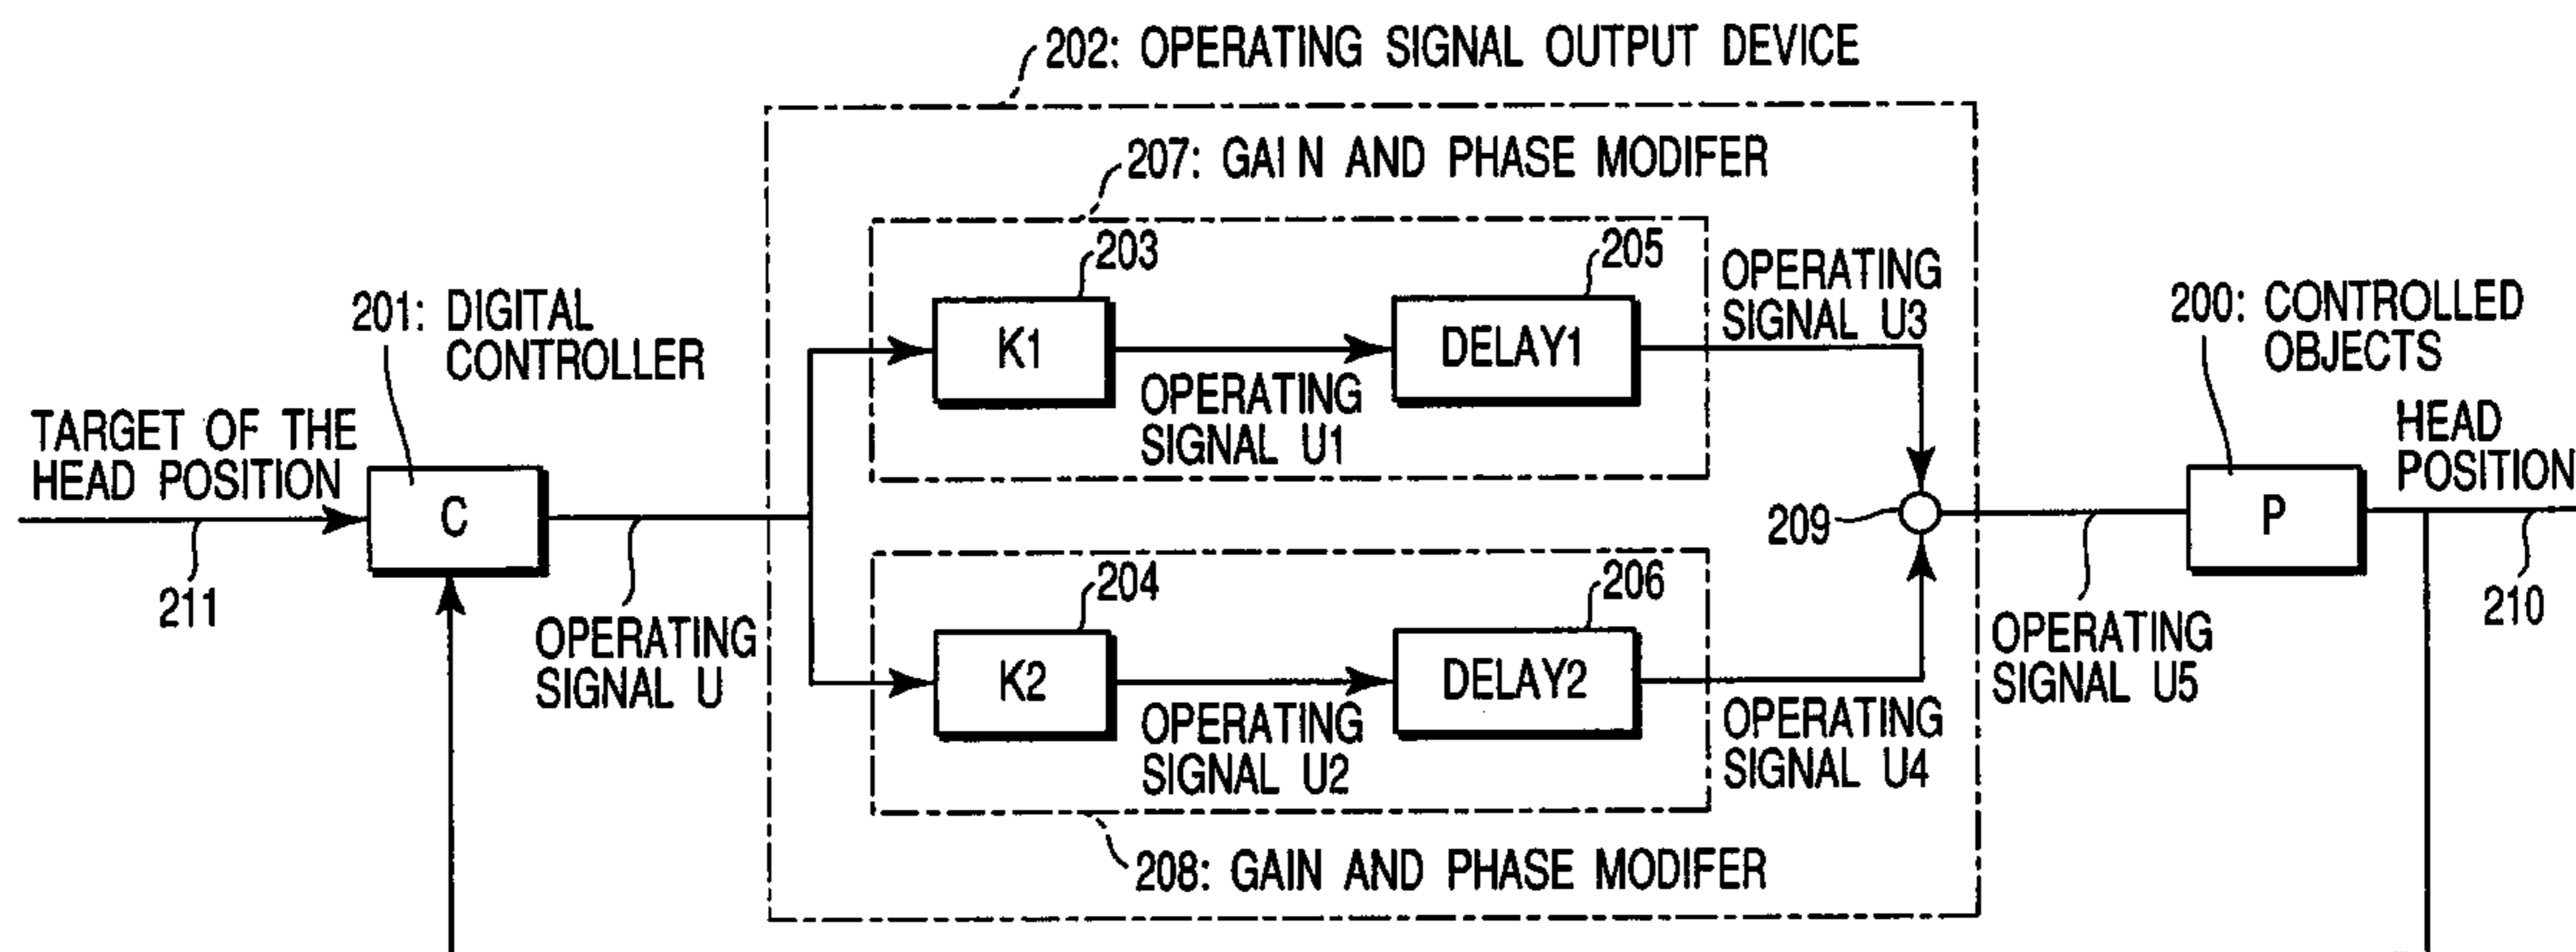 202: OPERATING SIGNAL OUTPUT DEVICE
207: GAIN AND PHASE MODIFER
203
205
K1
DELAY1
OPERATING
SIGNAL U1
OPERATING
SIGNAL U3
201: DIGITAL
CONTROLLER
200: CONTROLLED
OBJECTS
TARGET OF THE
HEAD POSITION
C
211
OPERATING
SIGNAL U
209
P
HEAD
POSITION
210
OPERATING
SIGNAL U5
204
206
K2
DELAY2
OPERATING
SIGNAL U2
OPERATING
SIGNAL U4
208: GAIN AND PHASE MODIFER